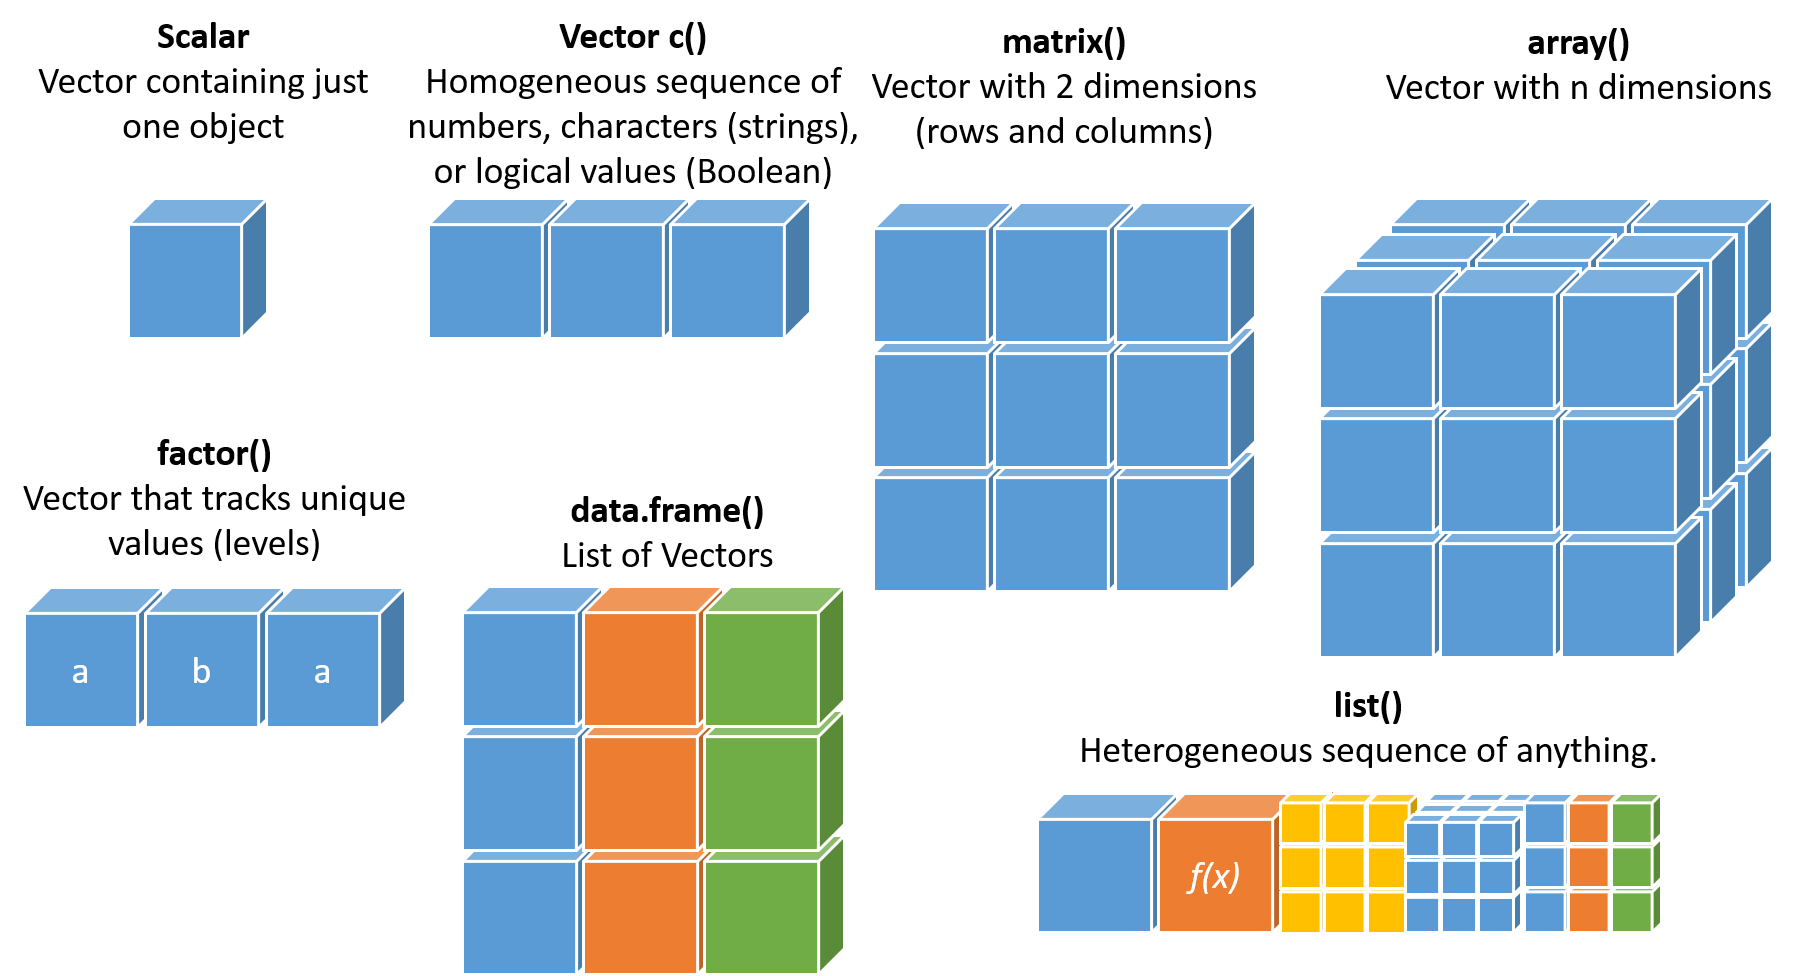 Scalar
Vector containing just
one object
Vector c()
Homogeneous sequence of
numbers, characters (strings),
or logical values (Boolean)
matrix()
Vector with 2 dimensions
(rows and columns)
array()
Vector with n dimensions
factor()
Vector that tracks unique
values (levels)
a b a
data.frame()
List of Vectors
list()
Heterogeneous sequence of anything.
f(x)